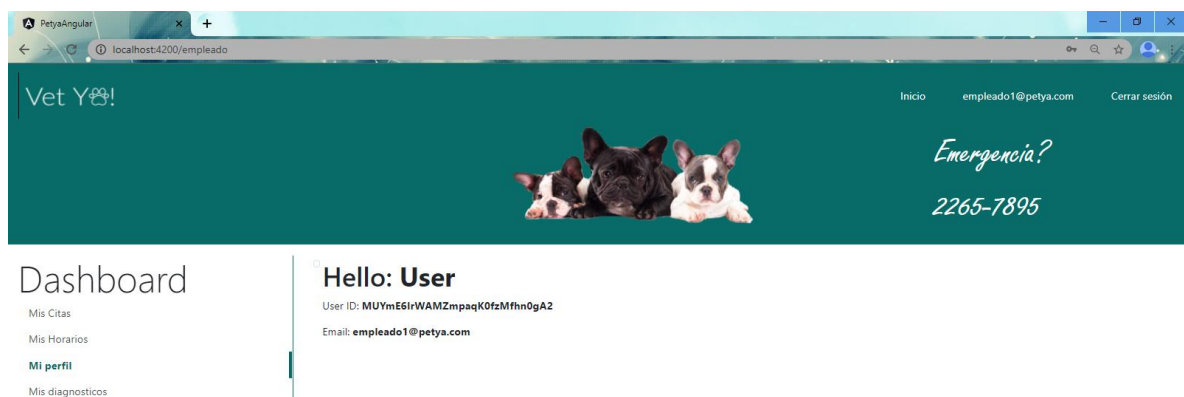 PetyaAngular
localhost:4200/empleado
Vet Y!
Inicio empleado1@petya.com Cerrar sesión
Emergencia?
2265-7895
Dashboard
Mis Citas
Mis Horarios
Mi perfil
Mis diagnosticos
Hello: User
User ID: MUYmE6IrWAMZmpaqK0fzMfhn0gA2
Email: empleado1@petya.com